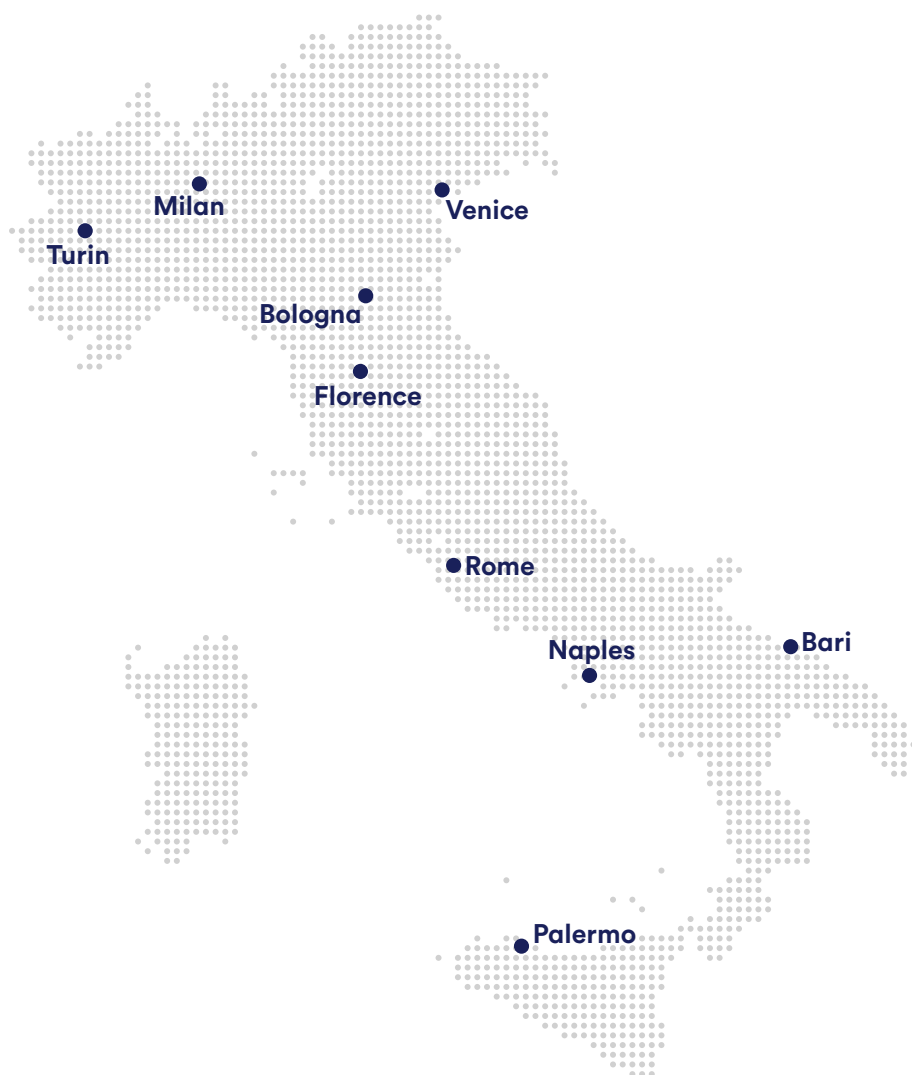 Milan
Venice
Turin
Bologna
Florence
Rome
Bari
Naples
Palermo